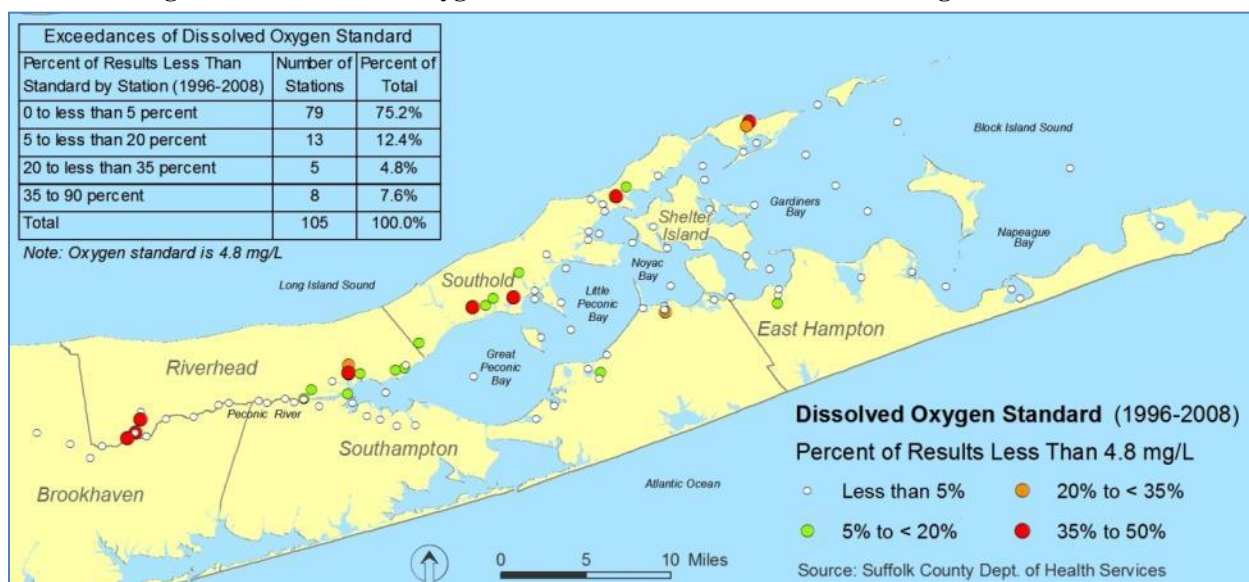 Exceedances of Dissolved Oxygen Standard
Percent of Results Less Than Standard by Station (1996-2008) Number of Stations Percent of Total
0 to less than 5 percent 79 75.2%
5 to less than 20 percent 13 12.4%
20 to less than 35 percent 5 4.8%
35 to 90 percent 8 7.6%
Total 105 100.0%
Note: Oxygen standard is 4.8 mg/L
Block Island Sound
Gardiners
Bay
Shelter
Island
Napeague
Bay
Noyac
Bay
Long Island Sound
Southold
Little
Peconic
Bay
East Hampton
Great
Peconic
Bay
Riverhead
Peconic River
Southampton
Brookhaven
Atlantic Ocean
Dissolved Oxygen Standard (1996-2008)
Percent of Results Less Than 4.8 mg/L
Less than 5%
20% to < 35%
5% to < 20%
35% to 50%
0 5 10 Miles
Source: Suffolk County Dept. of Health Services